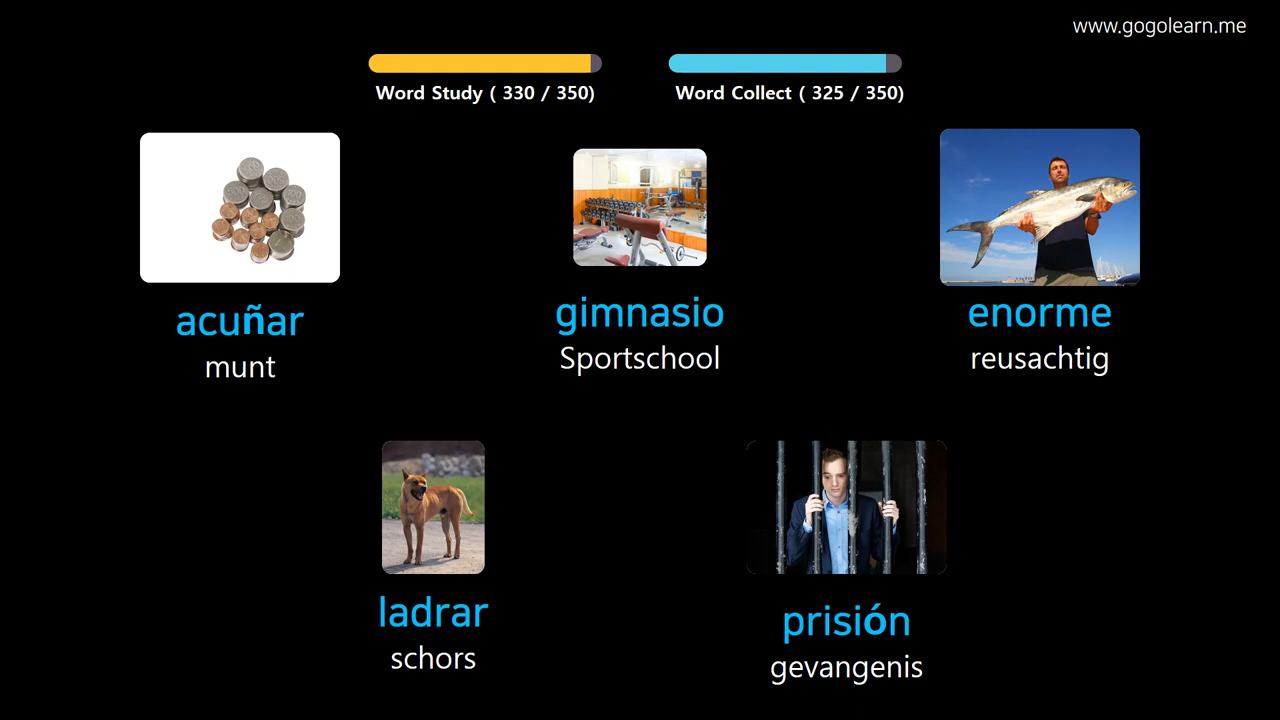 www.gogolearn.me
Word Study ( 330 / 350)
Word Collect ( 325 / 350)
acuñar
munt
gimnasio
Sportschool
enorme
reusachtig
ladrar
schors
prisión
gevangenis